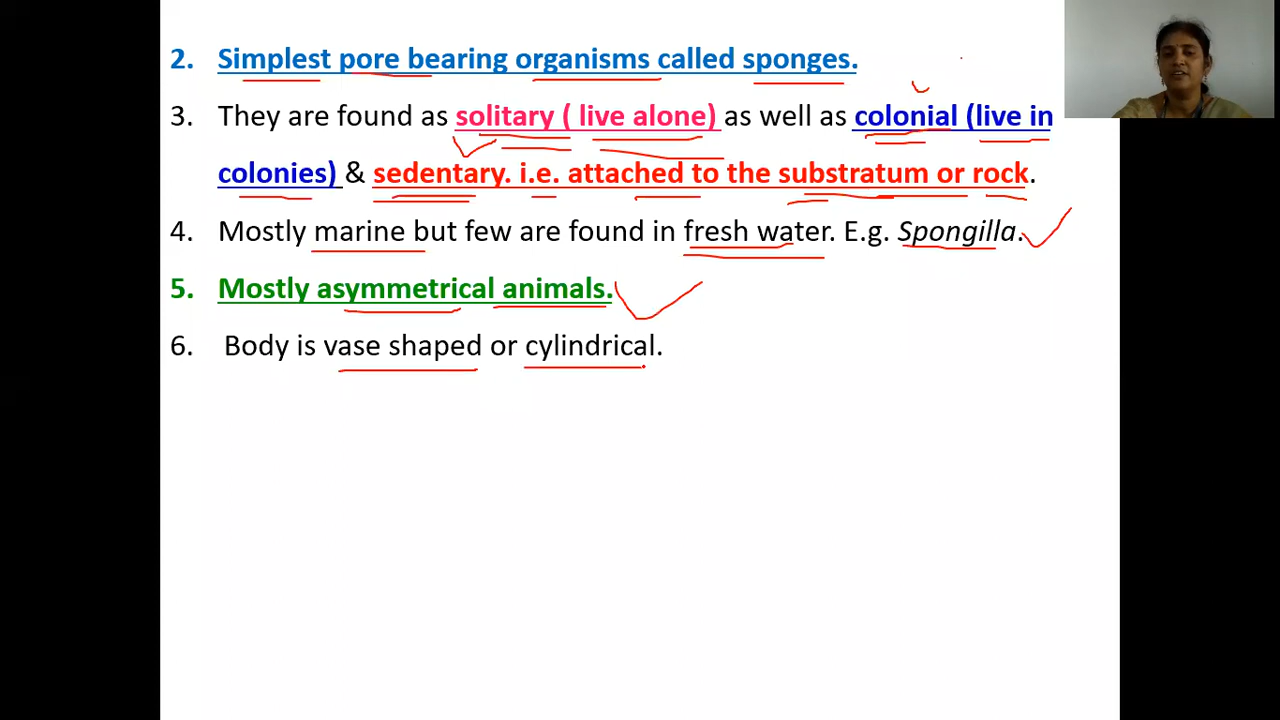 2. Simplest pore bearing organisms called sponges.
3. They are found as solitary ( live alone) as well as colonial (live in
colonies) & sedentary. i.e. attached to the substratum or rock.
4. Mostly marine but few are found in fresh water. E.g. Spongilla.
5. Mostly asymmetrical animals.
6. Body is vase shaped or cylindrical.